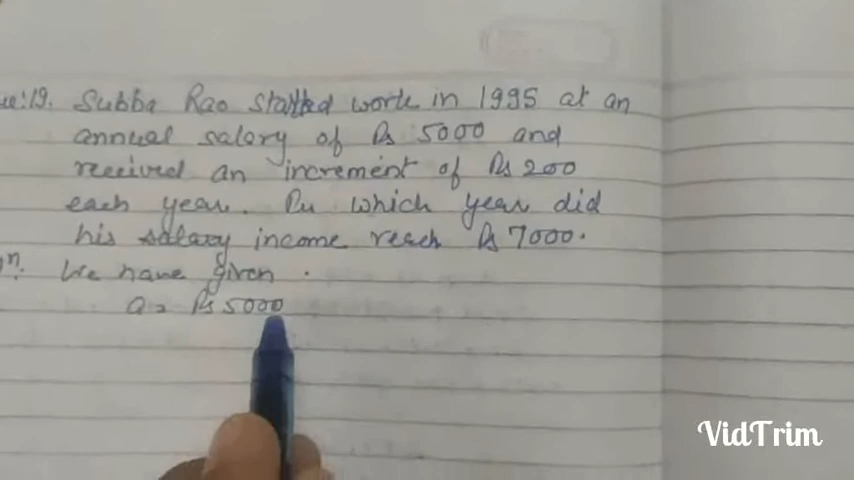 ue:19. Subba Rao started work in 1995 at an
annual salary of Rs 5000 and
received an increment of Rs 200
each year. In which year did
his salary income reach Rs 7000.
n. We have given.
a = Rs 5000
VidTrim